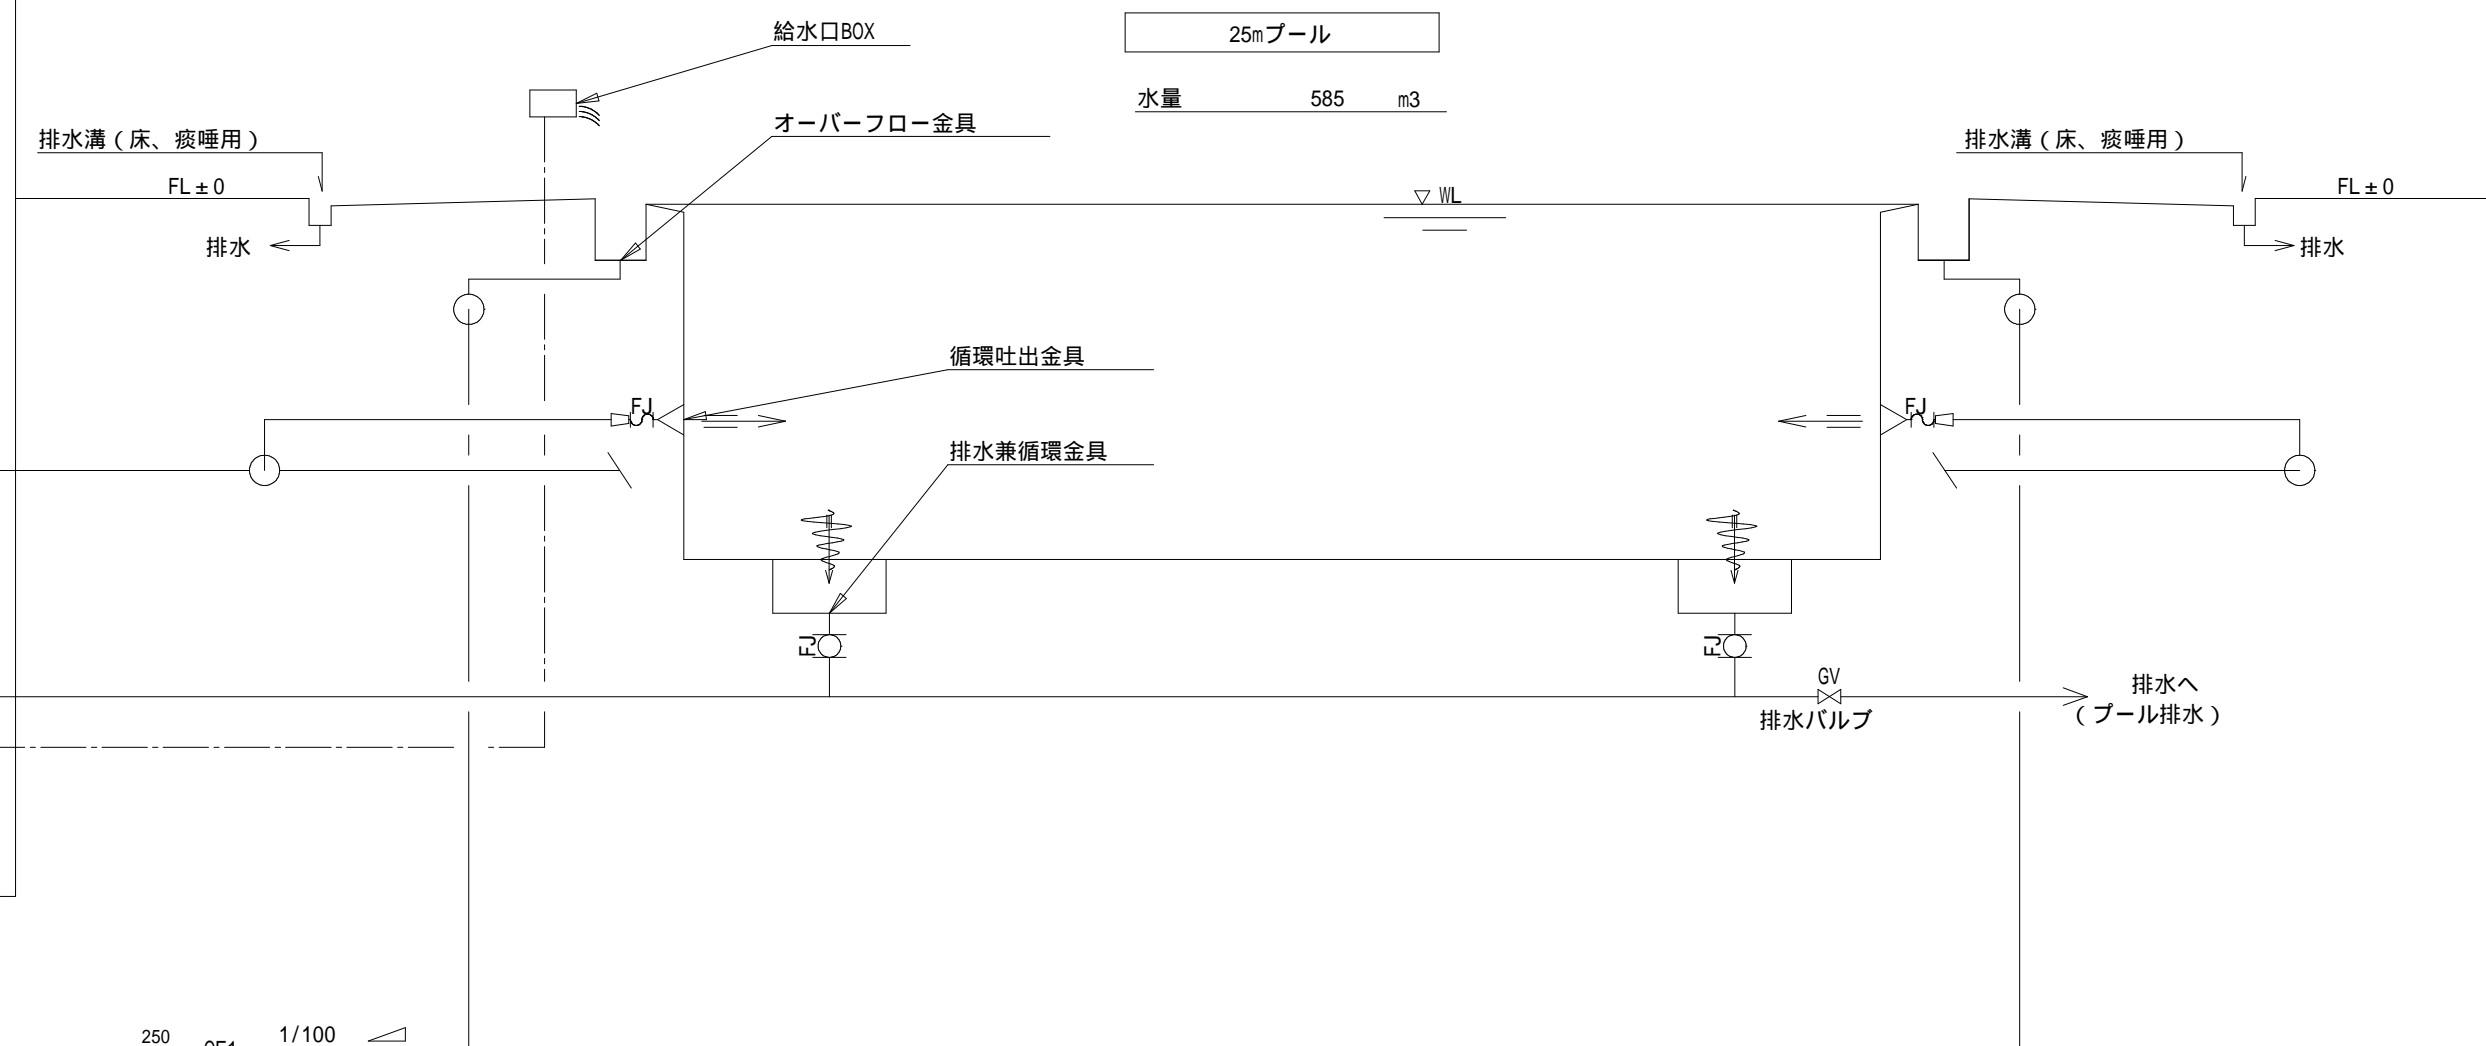 給水口BOX
25mプール
水量 585 m3
オーバーフロー金具
排水溝（床、痰唾用）
排水溝（床、痰唾用）
FL±0
WL
FL±0
排水
排水
循環吐出金具
FJ
FJ
排水兼循環金具
FJ
FJ
GV
排水バルブ
排水へ
（プール排水）
250
1/100